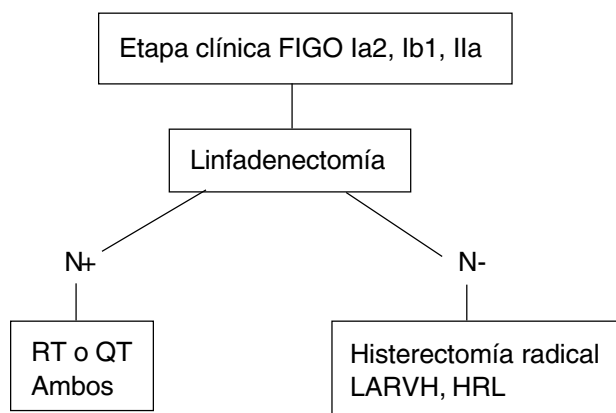 Etapa clínica FIGO Ia2, Ib1, IIa
Linfadenectomía
N+
N-
RT o QT
Ambos
Histerectomía radical
LARVH, HRL